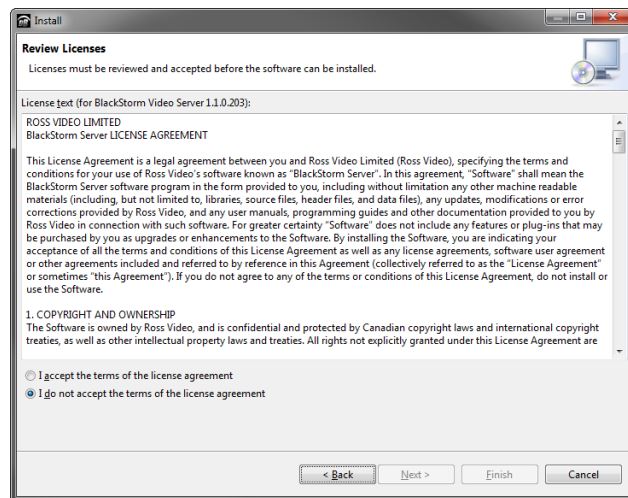 Install
Review Licenses
Licenses must be reviewed and accepted before the software can be installed.
License text (for BlackStorm Video Server 1.1.0.203):
ROSS VIDEO LIMITED
BlackStorm Server LICENSE AGREEMENT
This License Agreement is a legal agreement between you and Ross Video Limited (Ross Video), specifying the terms and
conditions for your use of Ross Video's software known as "BlackStorm Server". In this agreement, "Software" shall mean the
BlackStorm Server software program in the form provided to you, including without limitation any other machine readable
materials (including, but not limited to, libraries, source files, header files, and data files), any updates, modifications or error
corrections provided by Ross Video, and any user manuals, programming guides and other documentation provided to you by
Ross Video in connection with such software. For greater certainty "Software" does not include any features or plug-ins that may
be purchased by you as upgrades or enhancements to the Software. By installing the Software, you are indicating your
acceptance of all the terms and conditions of this License Agreement as well as any license agreements, software user agreement
or other agreements included and referred to by reference in this Agreement (collectively referred to as the "License Agreement"
or sometimes "this Agreement"). If you do not agree to any of the terms or conditions of this License Agreement, do not install or
use the Software.
1. COPYRIGHT AND OWNERSHIP
The Software is owned by Ross Video, and is confidential and protected by Canadian copyright laws and international copyright
treaties, as well as other intellectual property laws and treaties. All rights not explicitly granted under this License Agreement are
I accept the terms of the license agreement
I do not accept the terms of the license agreement
< Back Next > Finish Cancel